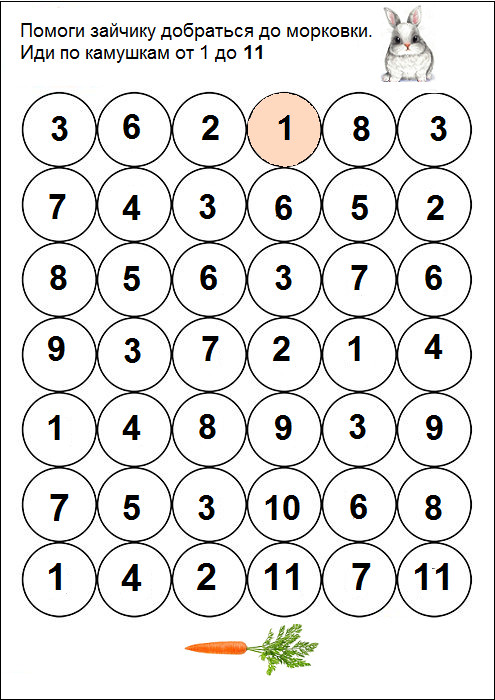 Помоги зайчику добраться до морковки.
Иди по камушкам от 1 до 11
3 6 2 1 8 3
7 4 3 6 5 2
8 5 6 3 7 6
9 3 7 2 1 4
1 4 8 9 3 9
7 5 3 10 6 8
1 4 2 11 7 11